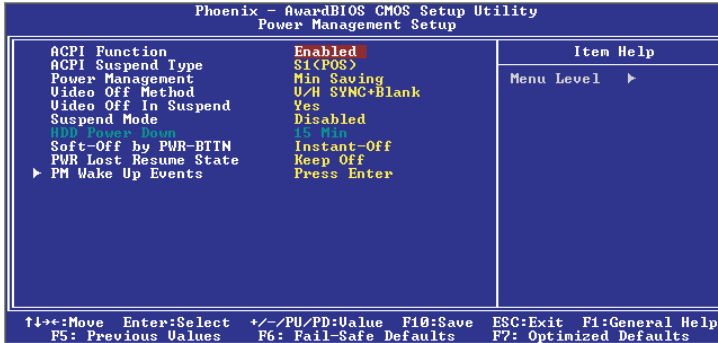 Phoenix - AwardBIOS CMOS Setup Utility
Power Management Setup
ACPI Function Enabled
ACPI Suspend Type S1(POS)
Power Management Min Saving
Video Off Method V/H SYNC+Blank
Video Off In Suspend Yes
Suspend Mode Disabled
HDD Power Down 15 Min
Soft-Off by PWR-BTTN Instant-Off
PWR Lost Resume State Keep Off
▶ PM Wake Up Events Press Enter
Item Help
Menu Level ▶
↑↓→←:Move Enter:Select +/-/PU/PD:Value F10:Save ESC:Exit F1:General Help
F5: Previous Values F6: Fail-Safe Defaults F7: Optimized Defaults